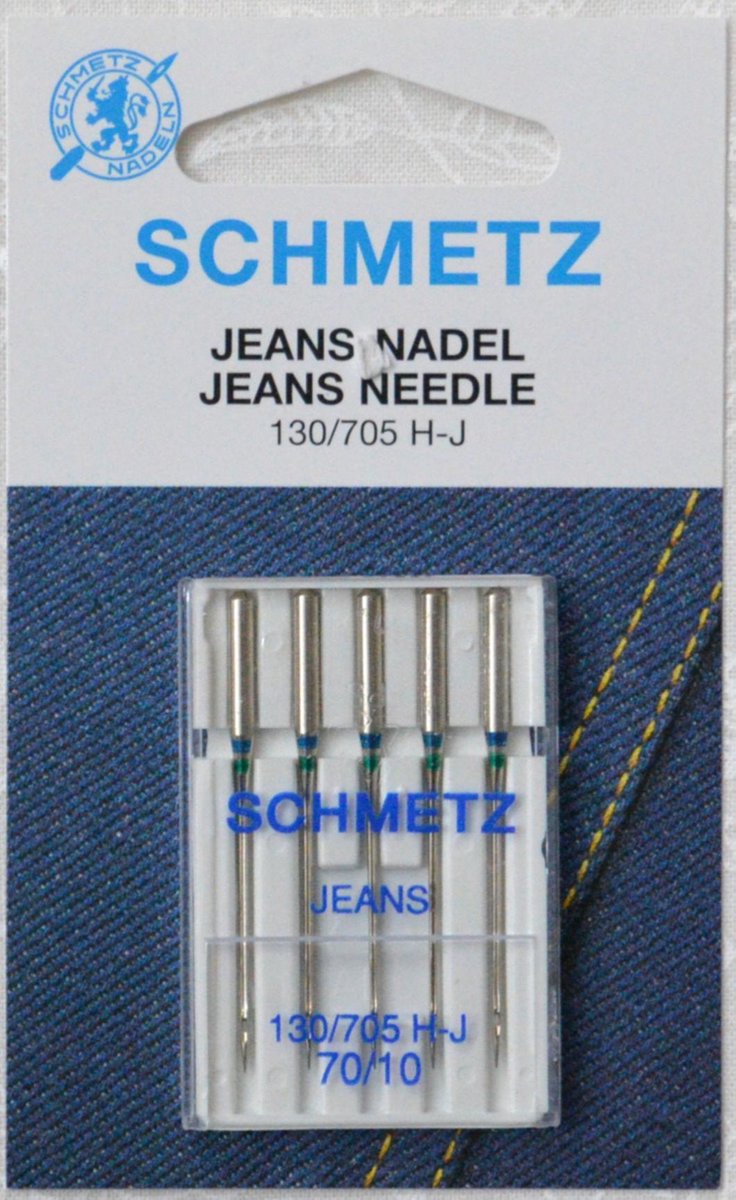 SCHMETZ
NADELN
SCHMETZ
JEANS NADEL
JEANS NEEDLE
130/705 H-J
SCHMETZ
JEANS
130/705 H-J
70/10